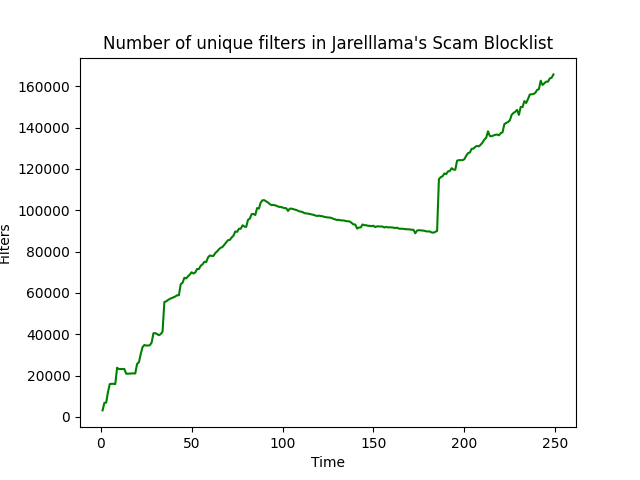 Number of unique filters in Jarelllama's Scam Blocklist
160000
140000
120000
100000
80000
60000
40000
20000
0
Filters
0 50 100 150 200 250
Time